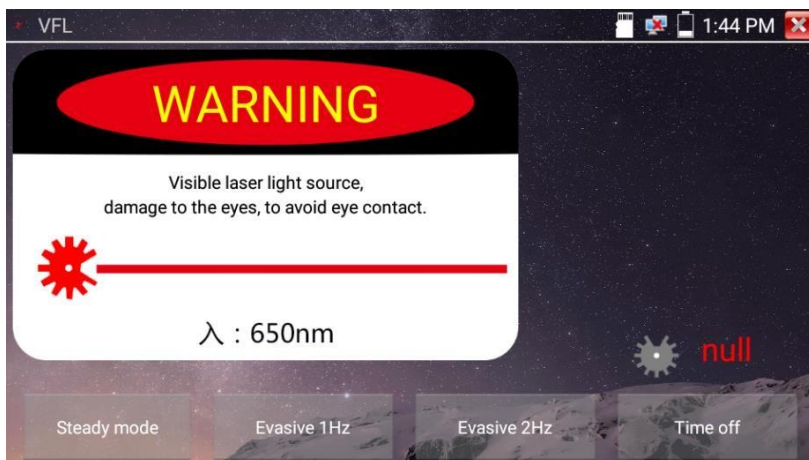 VFL
1:44 PM
WARNING
Visible laser light source,
damage to the eyes, to avoid eye contact.
入：650nm
null
Steady mode
Evasive 1Hz
Evasive 2Hz
Time off